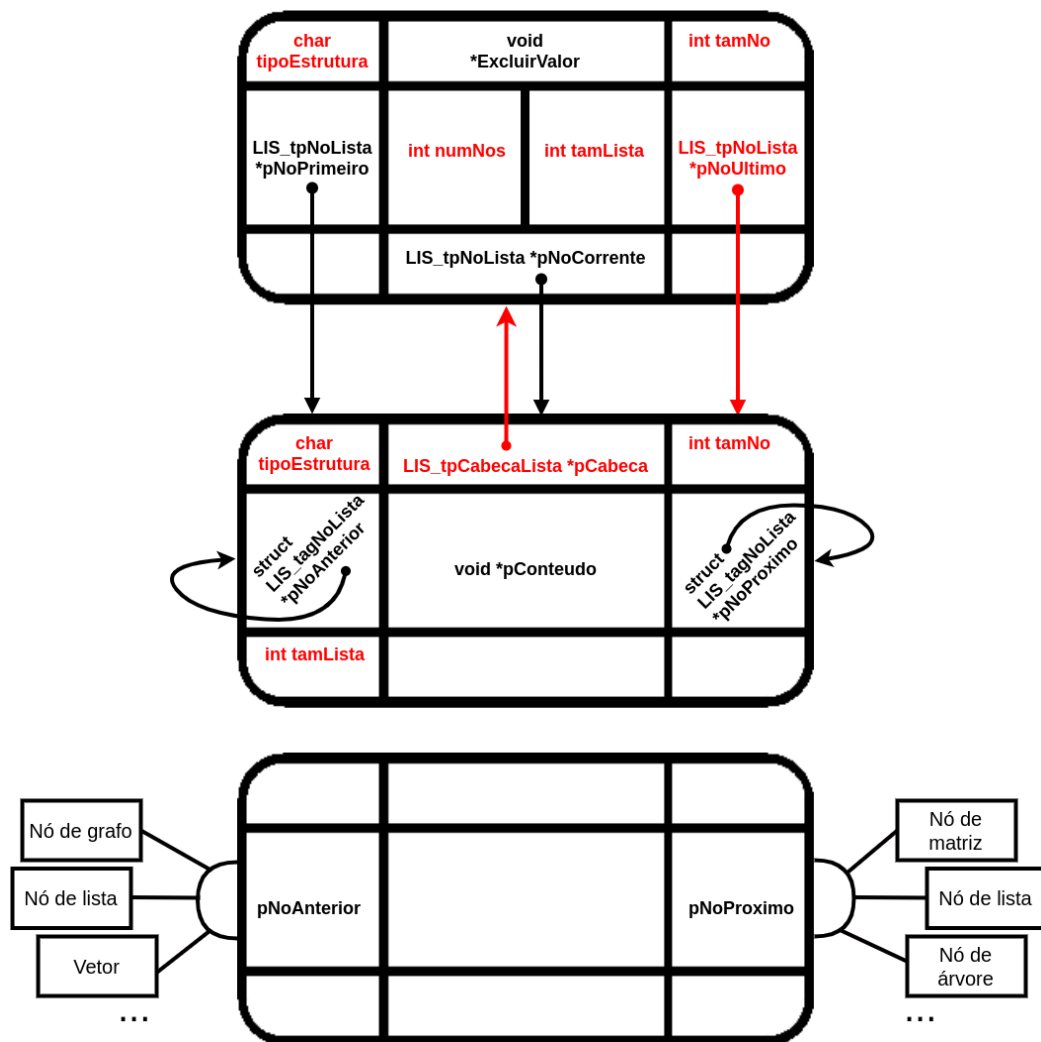 char
tipoEstrutura
void
*ExcluirValor
int tamNo
LIS_tpNoLista
*pNoPrimeiro
int numNos
int tamLista
LIS_tpNoLista
*pNoUltimo
LIS_tpNoLista *pNoCorrente
char
tipoEstrutura
LIS_tpCabecaLista *pCabeca
int tamNo
struct
LIS_tagNoLista
*pNoAnterior
void *pConteudo
struct
LIS_tagNoLista
*pNoProximo
int tamLista
Nó de grafo
Nó de lista
Vetor
...
pNoAnterior
pNoProximo
Nó de
matriz
Nó de lista
Nó de
árvore
...